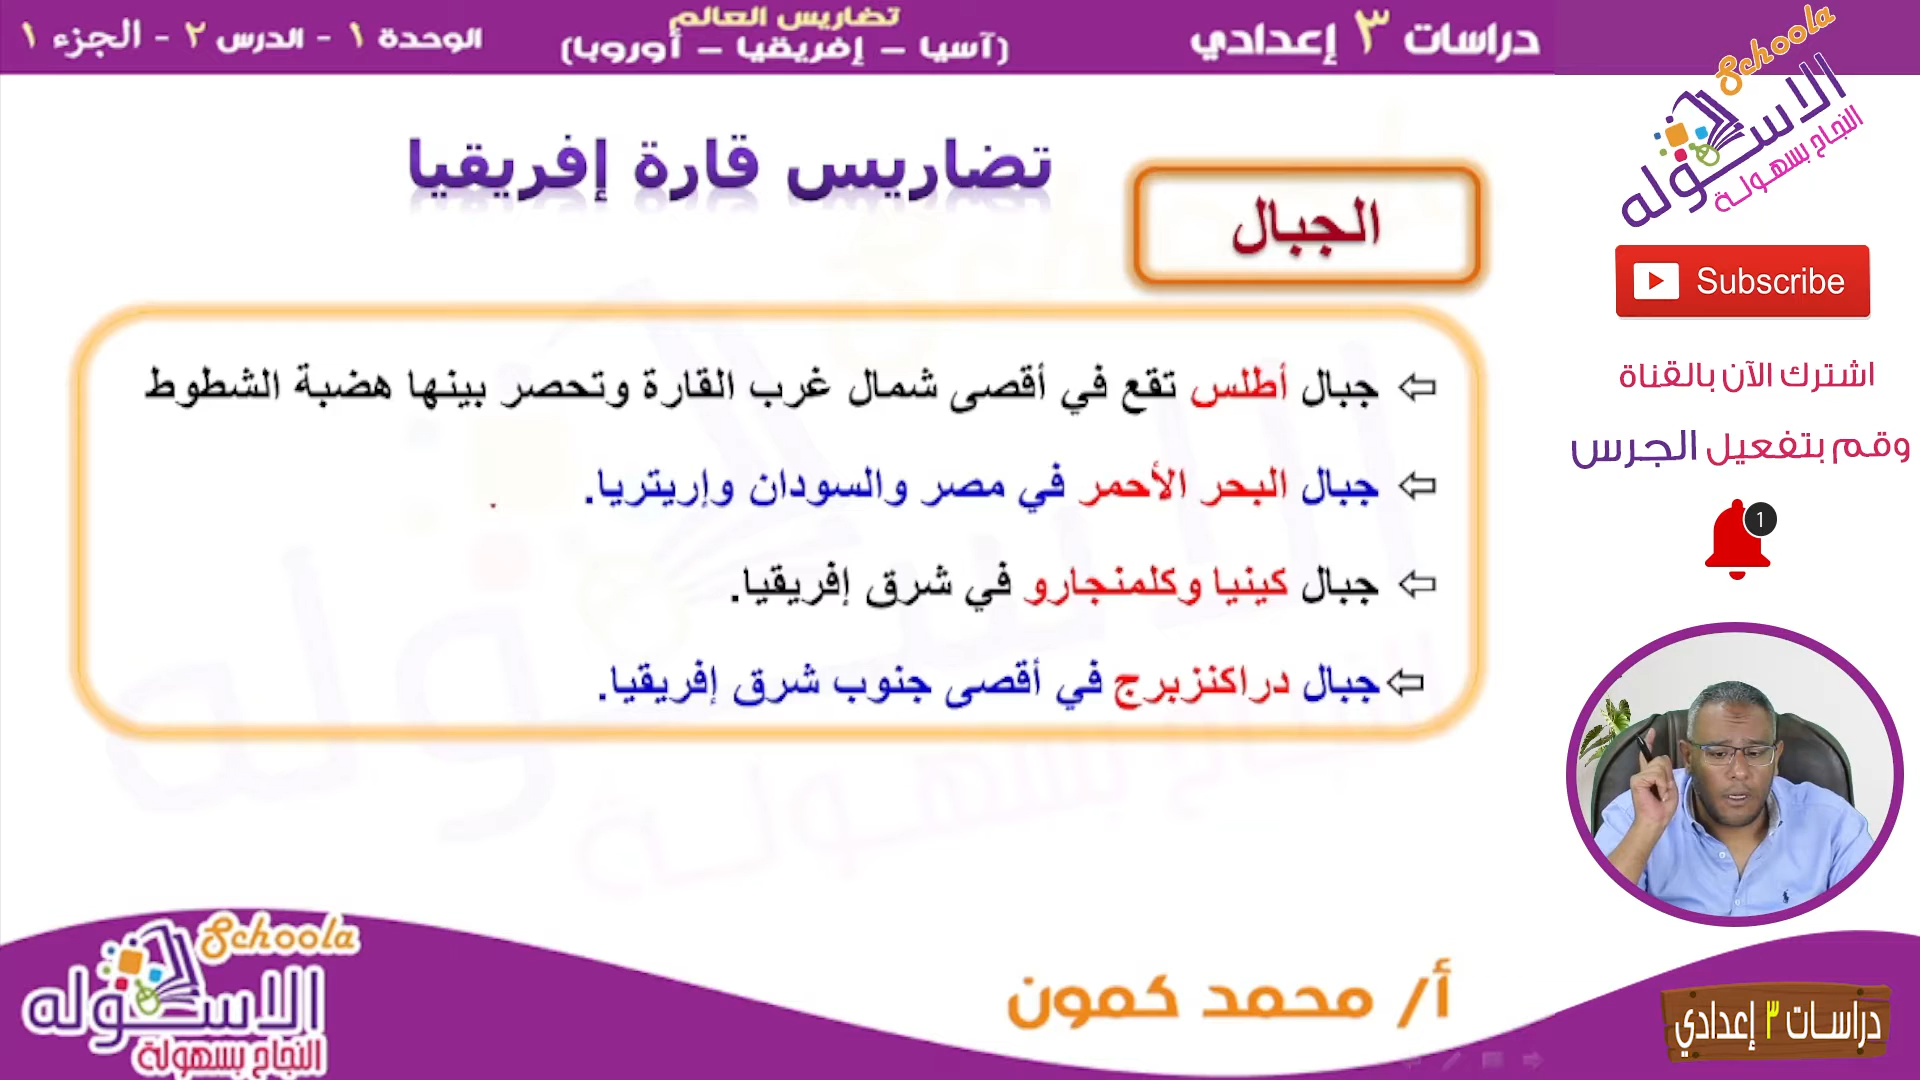 دراسات ٣ إعدادي
تضاريس العالم
(آسيا – إفريقيا – أوروبا)
الوحدة ١ - الدرس ٢ - الجزء ١
Schoola
الاسكوله
النجاح بسهولة
تضاريس قارة إفريقيا
الجبال
⇦ جبال أطلس تقع في أقصى شمال غرب القارة وتحصر بينها هضبة الشطوط
⇦ جبال البحر الأحمر في مصر والسودان وإريتريا.
⇦ جبال كينيا وكلمنجارو في شرق إفريقيا.
⇦ جبال دراكنزبرج في أقصى جنوب شرق إفريقيا.
Subscribe
اشترك الآن بالقناة
وقم بتفعيل الجرس
1
أ/ محمد كمون
Schoola
الاسكوله
النجاح بسهولة
دراسات ٣ إعدادي